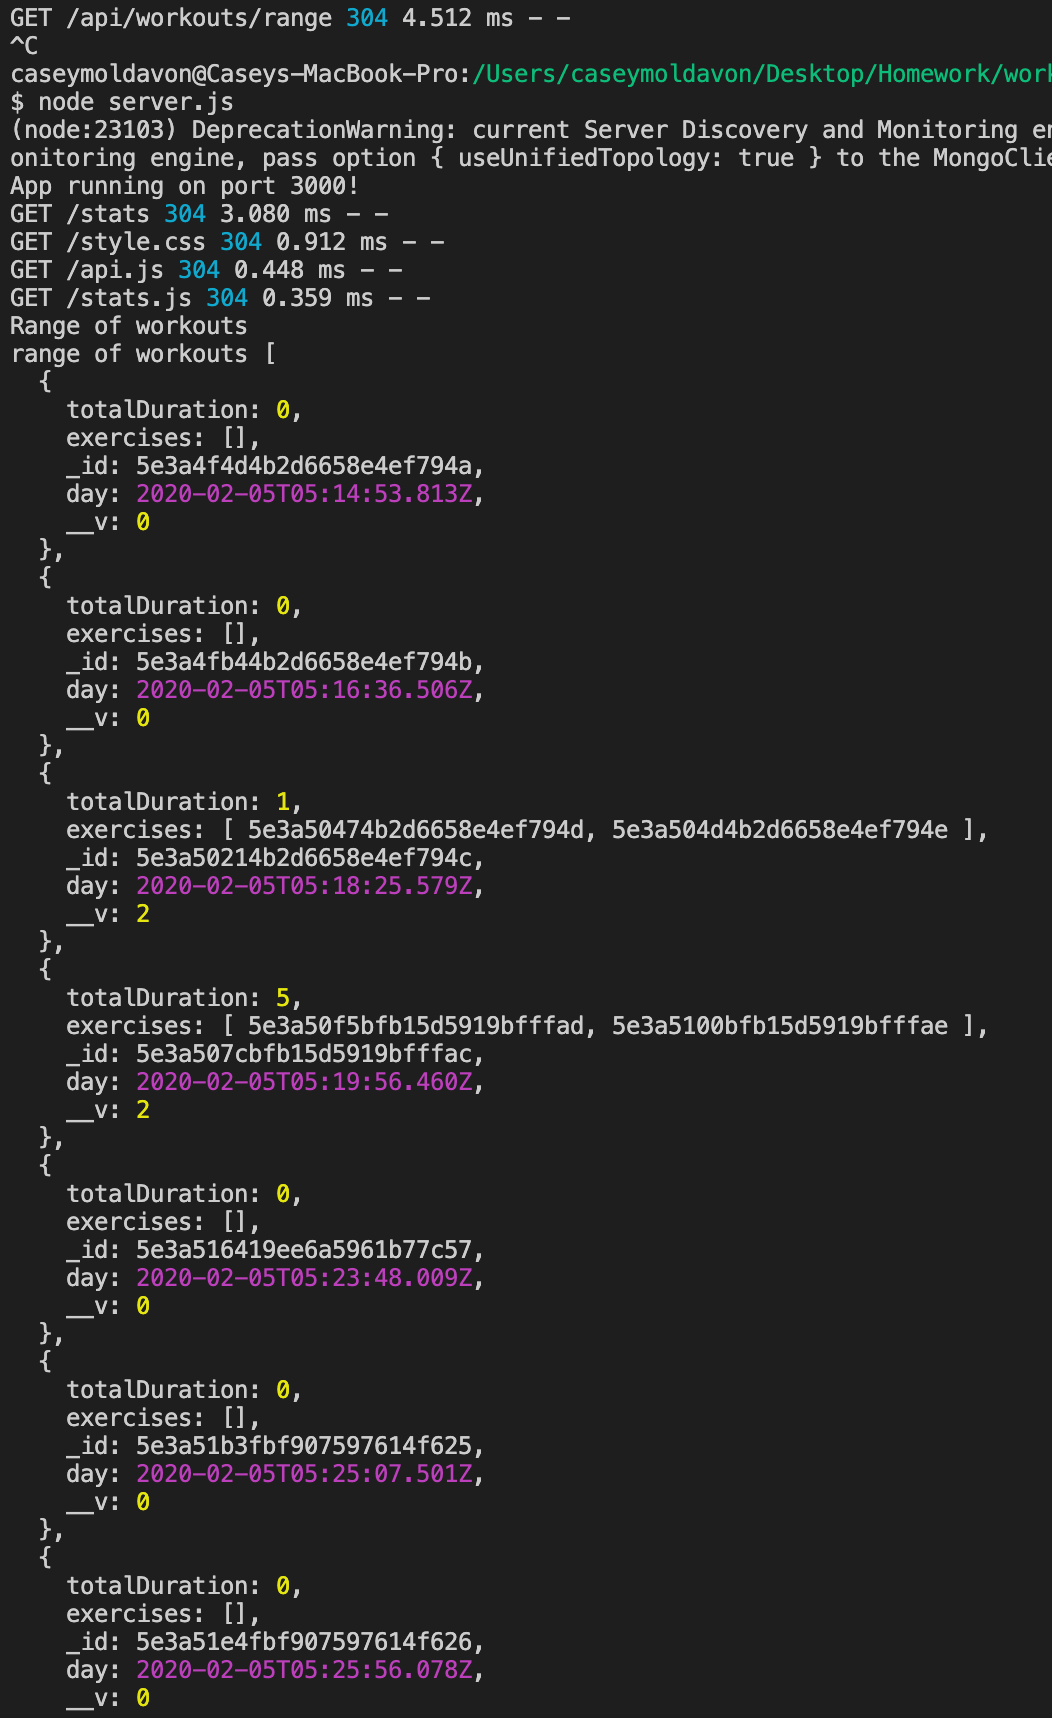 GET /api/workouts/range 304 4.512 ms - -
^C
caseymoldavon@Caseys-MacBook-Pro:/Users/caseymoldavon/Desktop/Homework/work
$ node server.js
(node:23103) DeprecationWarning: current Server Discovery and Monitoring en
onitoring engine, pass option { useUnifiedTopology: true } to the MongoClie
App running on port 3000!
GET /stats 304 3.080 ms - -
GET /style.css 304 0.912 ms - -
GET /api.js 304 0.448 ms - -
GET /stats.js 304 0.359 ms - -
Range of workouts
range of workouts [
  {
    totalDuration: 0,
    exercises: [],
    _id: 5e3a4f4d4b2d6658e4ef794a,
    day: 2020-02-05T05:14:53.813Z,
    __v: 0
  },
  {
    totalDuration: 0,
    exercises: [],
    _id: 5e3a4fb44b2d6658e4ef794b,
    day: 2020-02-05T05:16:36.506Z,
    __v: 0
  },
  {
    totalDuration: 1,
    exercises: [ 5e3a50474b2d6658e4ef794d, 5e3a504d4b2d6658e4ef794e ],
    _id: 5e3a50214b2d6658e4ef794c,
    day: 2020-02-05T05:18:25.579Z,
    __v: 2
  },
  {
    totalDuration: 5,
    exercises: [ 5e3a50f5bfb15d5919bfffad, 5e3a5100bfb15d5919bfffae ],
    _id: 5e3a507cbfb15d5919bfffac,
    day: 2020-02-05T05:19:56.460Z,
    __v: 2
  },
  {
    totalDuration: 0,
    exercises: [],
    _id: 5e3a516419ee6a5961b77c57,
    day: 2020-02-05T05:23:48.009Z,
    __v: 0
  },
  {
    totalDuration: 0,
    exercises: [],
    _id: 5e3a51b3fbf907597614f625,
    day: 2020-02-05T05:25:07.501Z,
    __v: 0
  },
  {
    totalDuration: 0,
    exercises: [],
    _id: 5e3a51e4fbf907597614f626,
    day: 2020-02-05T05:25:56.078Z,
    __v: 0